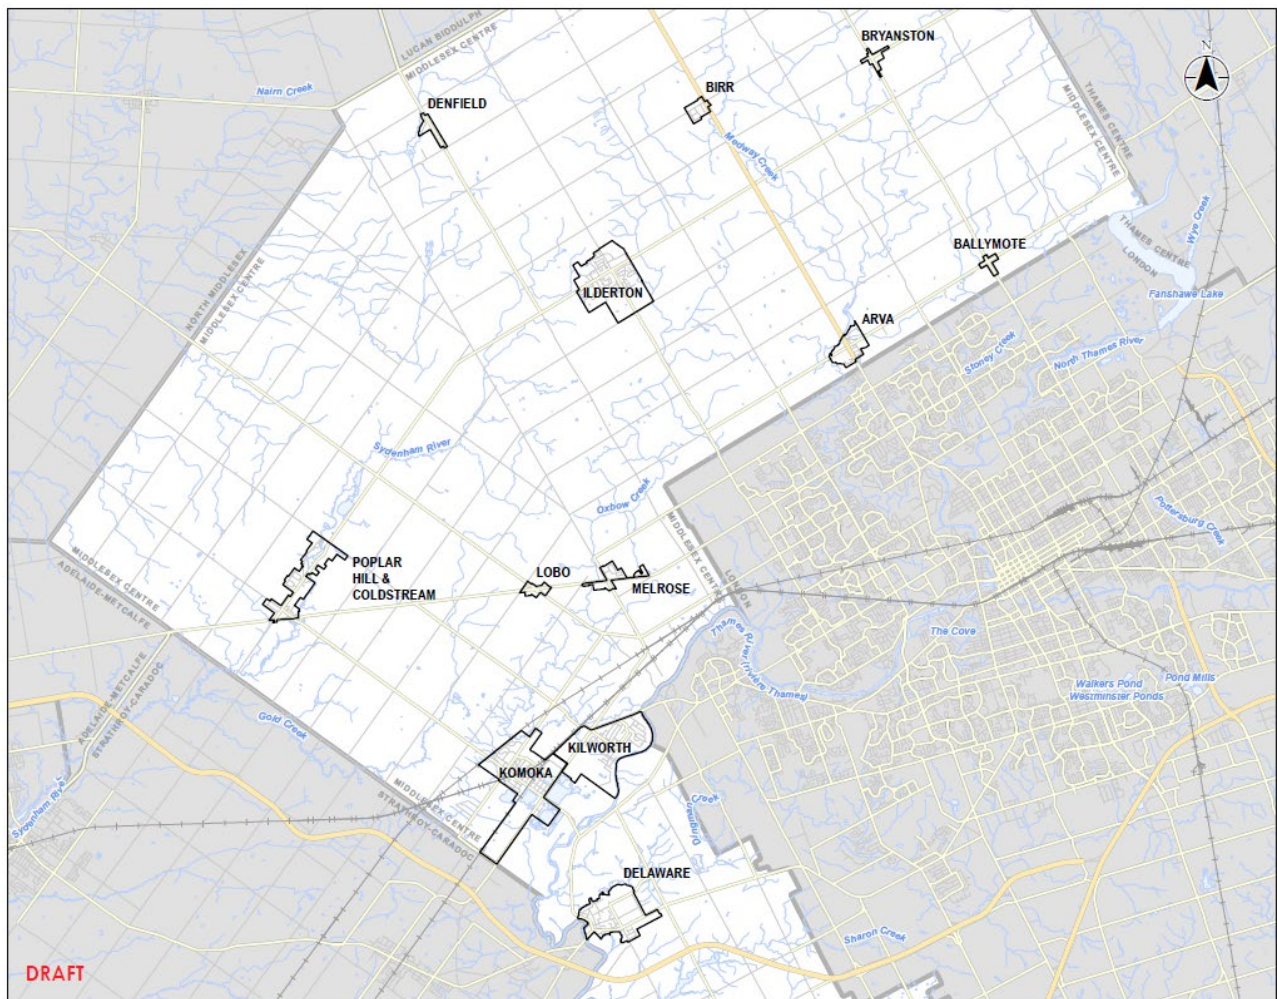 LUCAN BIDDULPH
MIDDLESEX CENTRE
BRYANSTON
N
Nairn Creek
DENFIELD
BIRR
THAMES CENTRE
MIDDLESEX CENTRE
Medway Creek
Wye Creek
NORTH MIDDLESEX
MIDDLESEX CENTRE
BALLYMOTE
THAMES CENTRE
LONDON
ILDERTON
Fanshawe Lake
ARVA
Stoney Creek
North Thames River
Sydenham River
Oxbow Creek
Pottersburg Creek
MIDDLESEX CENTRE
LONDON
MIDDLESEX CENTRE
ADELAIDE-METCALFE
POPLAR
HILL &
COLDSTREAM
LOBO
MELROSE
Thames River (rivière Thames)
The Cove
ADELAIDE-METCALFE
STRATHROY-CARADOC
Gold Creek
Walkers Pond
Pond Mills
Westminster Ponds
KILWORTH
KOMOKA
Sydenham River
MIDDLESEX CENTRE
STRATHROY-CARADOC
Dingman Creek
DELAWARE
Sharon Creek
DRAFT